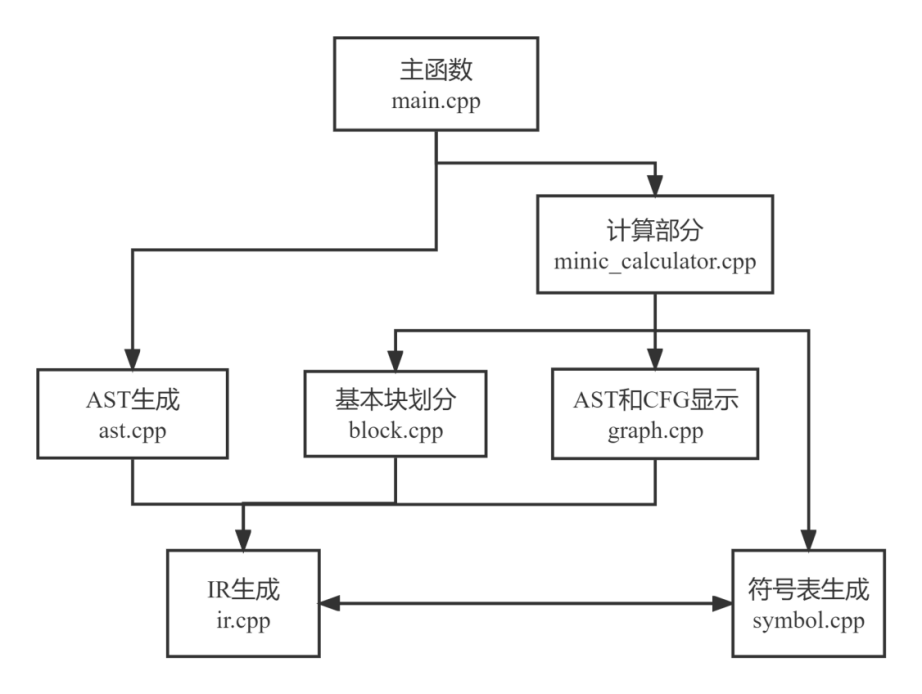 主函数
main.cpp
计算部分
minic_calculator.cpp
AST生成
ast.cpp
基本块划分
block.cpp
AST和CFG显示
graph.cpp
IR生成
ir.cpp
符号表生成
symbol.cpp